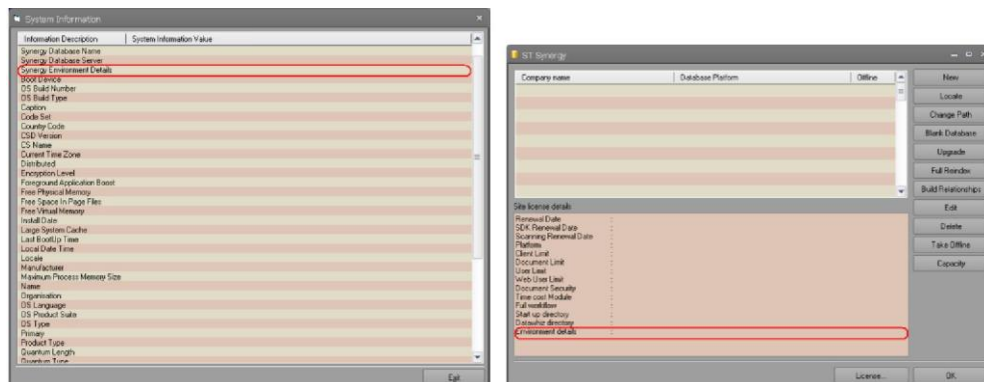 System Information
Information Description System Information Value
Synergy Database Name
Synergy Database Server
Synergy Environment Details
Boot Device
OS Build Number
OS Build Type
Caption
Code Set
Country Code
CSD Version
CS Name
Current Time Zone
Distributed
Encryption Level
Foreground Application Boost
Free Physical Memory
Free Space In Page Files
Free Virtual Memory
Install Date
Large System Cache
Last BootUp Time
Local Date Time
Locale
Manufacturer
Maximum Process Memory Size
Name
Organisation
OS Language
OS Product Suite
OS Type
Primary
Product Type
Quantum Length
Quantum Type
Exit
ST Synergy
Company name Database Platform Offline
New
Locate
Change Path
Blank Database
Upgrade
Full Reindex
Build Relationships
Edit
Delete
Take Offline
Capacity
Site license details
Renewal Date :
SDK Renewal Date :
Scanning Renewal Date :
Platform :
Client Limit :
Document Limit :
User Limit :
Web User Limit :
Document Security :
Time cost Module :
Full workflow :
Start up directory :
Datawhiz directory :
Environment details :
License... OK